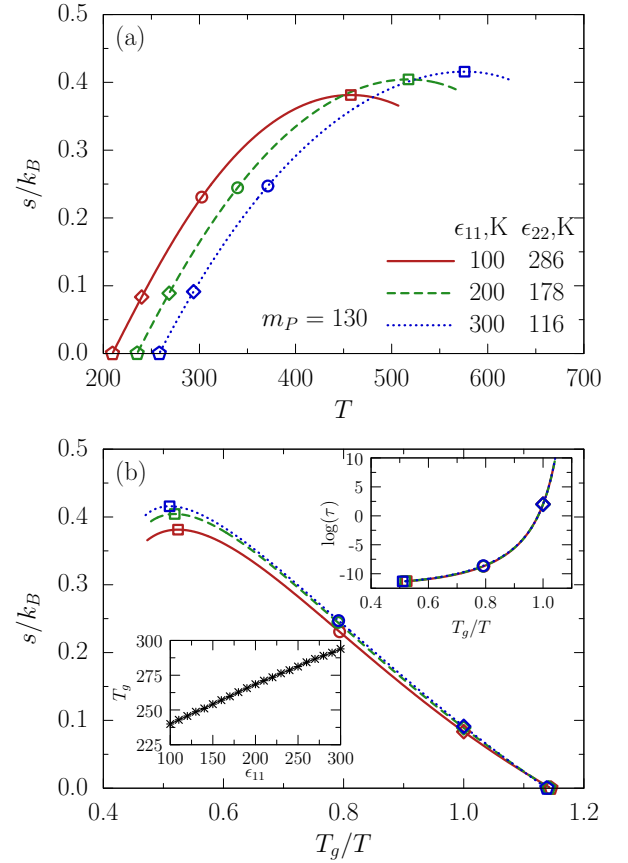 (a)
0.5
0.4
0.3
0.2
0.1
0.0
s/k_B
ϵ₁₁,K ϵ₂₂,K
100 286
200 178
m_P = 130 300 116
200 300 400 500 600 700
T
(b)
0.5
0.4
0.3
0.2
0.1
0.0
s/k_B
10
5
0
-5
-10
log(τ)
0.4 0.6 0.8 1.0
T_g/T
300
275
250
225
T_g
100 150 200 250 300
ϵ₁₁
0.4 0.6 0.8 1.0 1.2
T_g/T